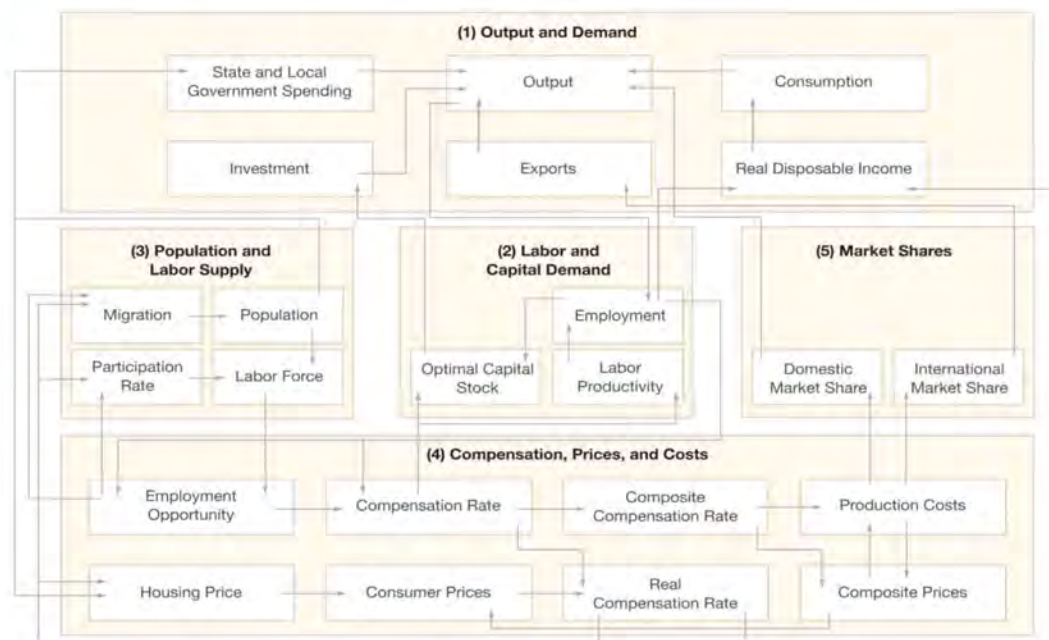 (1) Output and Demand
State and Local
Government Spending
Output
Consumption
Investment
Exports
Real Disposable Income
(3) Population and
Labor Supply
Migration
Population
Participation
Rate
Labor Force
(2) Labor and
Capital Demand
Employment
Optimal Capital
Stock
Labor
Productivity
(5) Market Shares
Domestic
Market Share
International
Market Share
(4) Compensation, Prices, and Costs
Employment
Opportunity
Compensation Rate
Composite
Compensation Rate
Production Costs
Housing Price
Consumer Prices
Real
Compensation Rate
Composite Prices